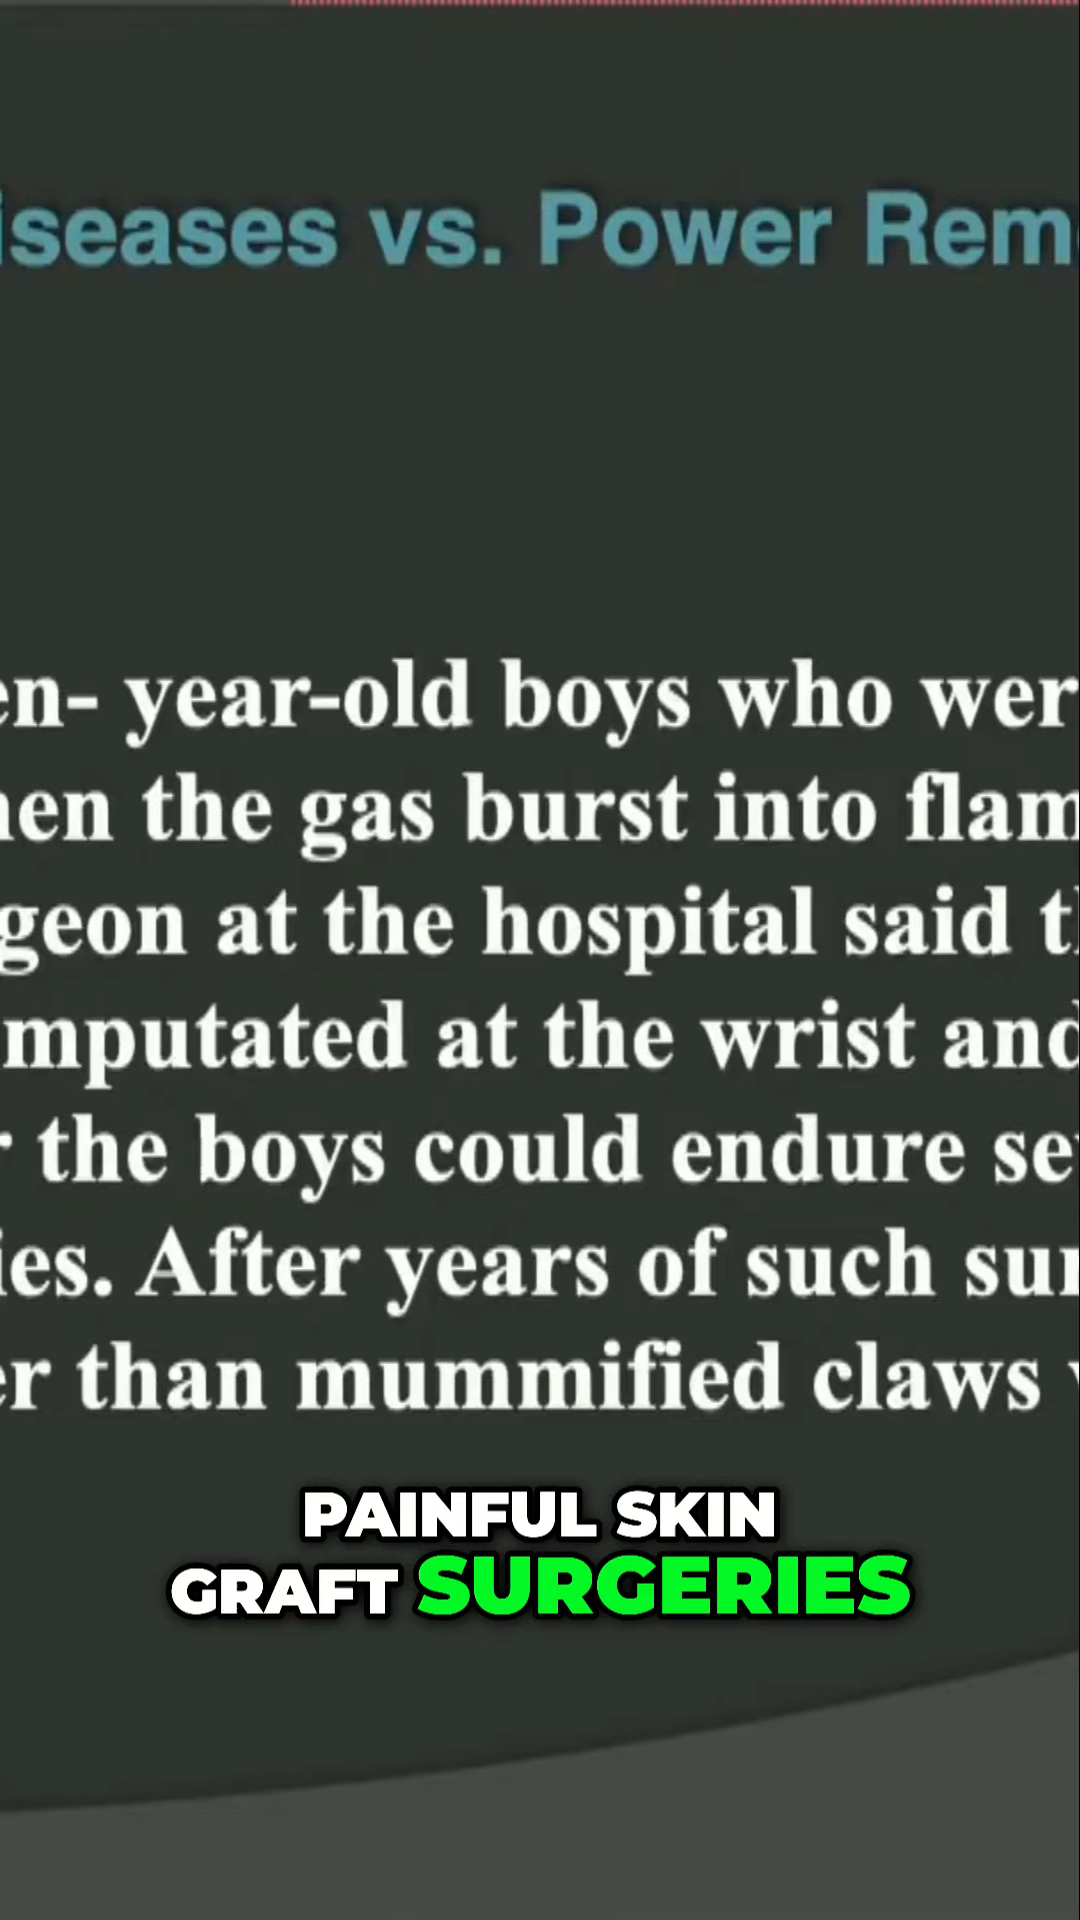 iseases vs. Power Rem
en- year-old boys who wer
en the gas burst into flam
geon at the hospital said t
mputated at the wrist and
the boys could endure se
ies. After years of such sur
er than mummified claws
PAINFUL SKIN
GRAFT SURGERIES